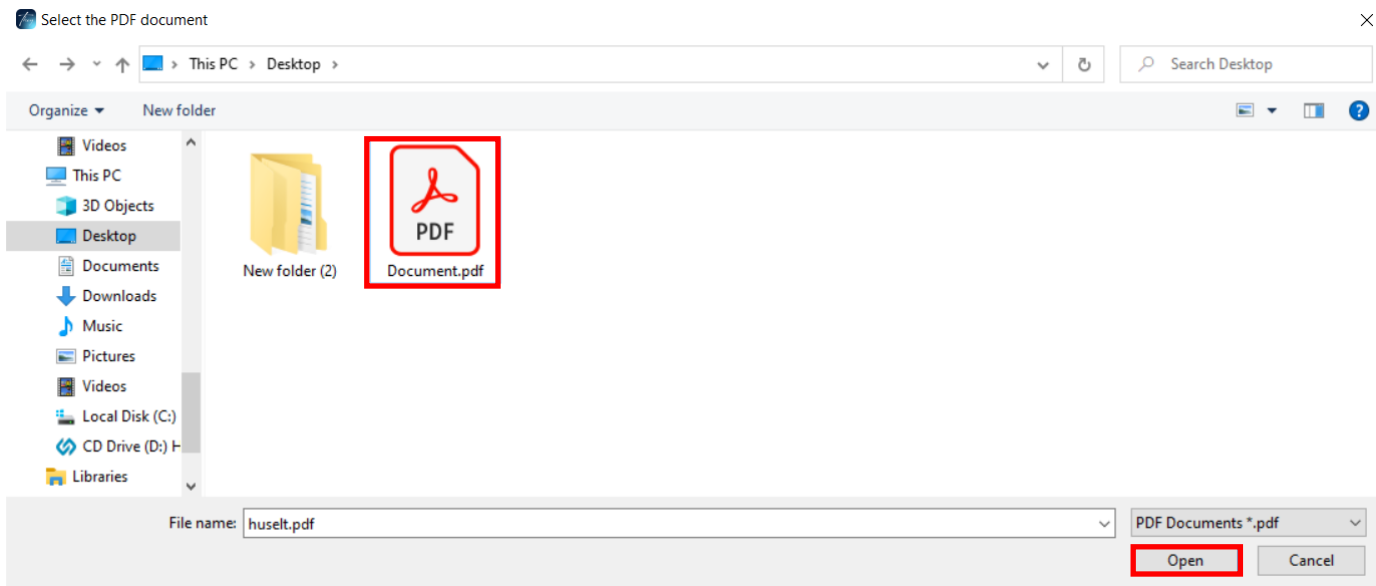 Select the PDF document
This PC > Desktop >
Search Desktop
Organize
New folder
?
Videos
This PC
3D Objects
Desktop
Documents
Downloads
Music
Pictures
Videos
Local Disk (C:)
CD Drive (D:) H
Libraries
New folder (2)
PDF
Document.pdf
File name:
huselt.pdf
PDF Documents *.pdf
Open
Cancel